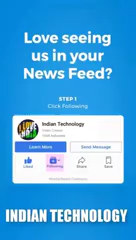 Love seeing
us in your
News Feed?
STEP 1
Click Following
Indian Technology
Learn More
Send Message
Liked
Following
Share
Save
INDIAN TECHNOLOGY